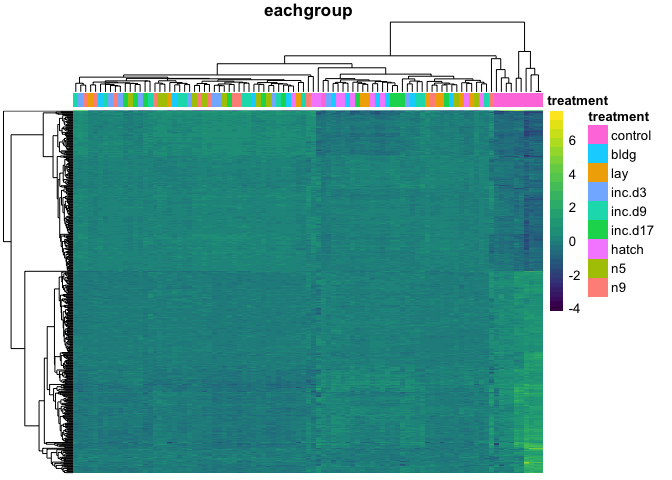 eachgroup
treatment
treatment
6
4
2
0
-2
-4
control
bldg
lay
inc.d3
inc.d9
inc.d17
hatch
n5
n9